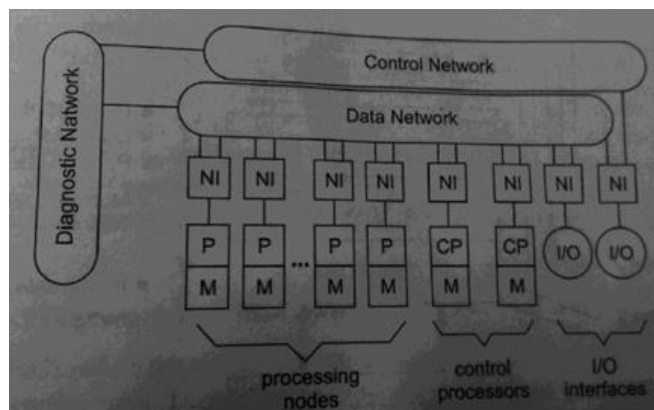 Control Network
Data Network
Diagnostic Natwork
NI NI NI NI NI NI NI NI
P P ... P P CP CP I/O I/O
M M M M M M
processing
nodes
control
processors
I/O
interfaces